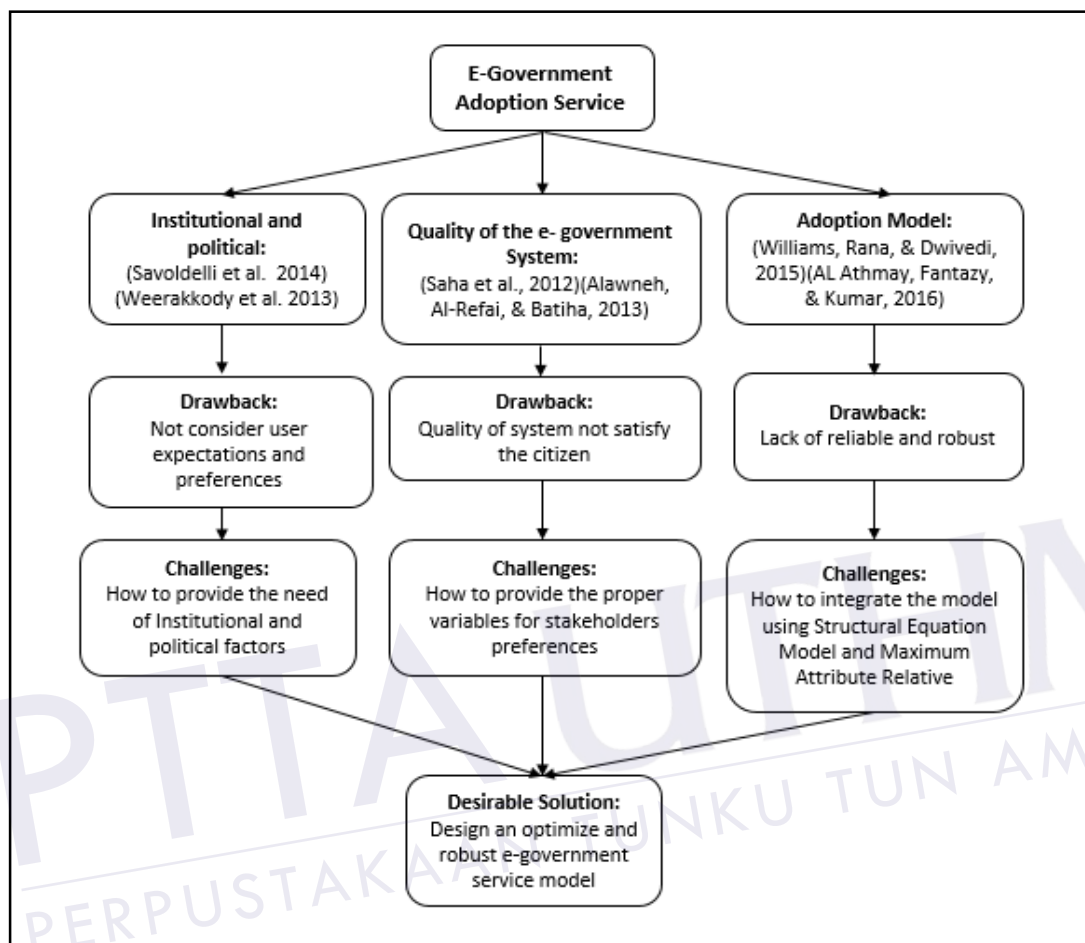 E-Government
Adoption Service
Institutional and
political:
(Savoldelli et al. 2014)
(Weerakkody et al. 2013)
Quality of the e- government
System:
(Saha et al., 2012)(Alawneh,
Al-Refai, & Batiha, 2013)
Adoption Model:
(Williams, Rana, & Dwivedi,
2015)(AL Athmay, Fantazy,
& Kumar, 2016)
Drawback:
Not consider user
expectations and
preferences
Drawback:
Quality of system not satisfy
the citizen
Drawback:
Lack of reliable and robust
Challenges:
How to provide the need
of Institutional and
political factors
Challenges:
How to provide the proper
variables for stakeholders
preferences
Challenges:
How to integrate the model
using Structural Equation
Model and Maximum
Attribute Relative
Desirable Solution:
Design an optimize and
robust e-government
service model
PTTA UTHM
PERPUSTAKAAN TUNKU TUN AM